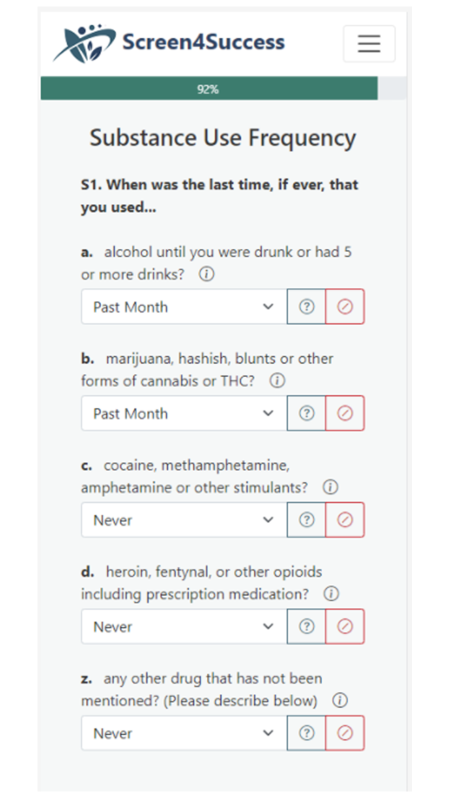 Screen4Success
92%
Substance Use Frequency
S1. When was the last time, if ever, that
you used...
a. alcohol until you were drunk or had 5
or more drinks?
Past Month
b. marijuana, hashish, blunts or other
forms of cannabis or THC?
Past Month
c. cocaine, methamphetamine,
amphetamine or other stimulants?
Never
d. heroin, fentynal, or other opioids
including prescription medication?
Never
z. any other drug that has not been
mentioned? (Please describe below)
Never